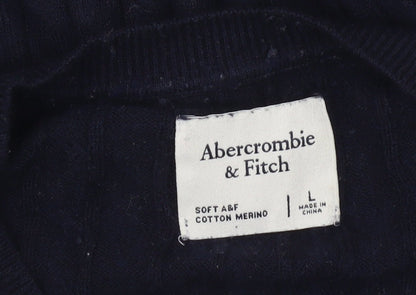 Abercrombie
& Fitch
SOFT A&F
COTTON MERINO
L
MADE IN
CHINA